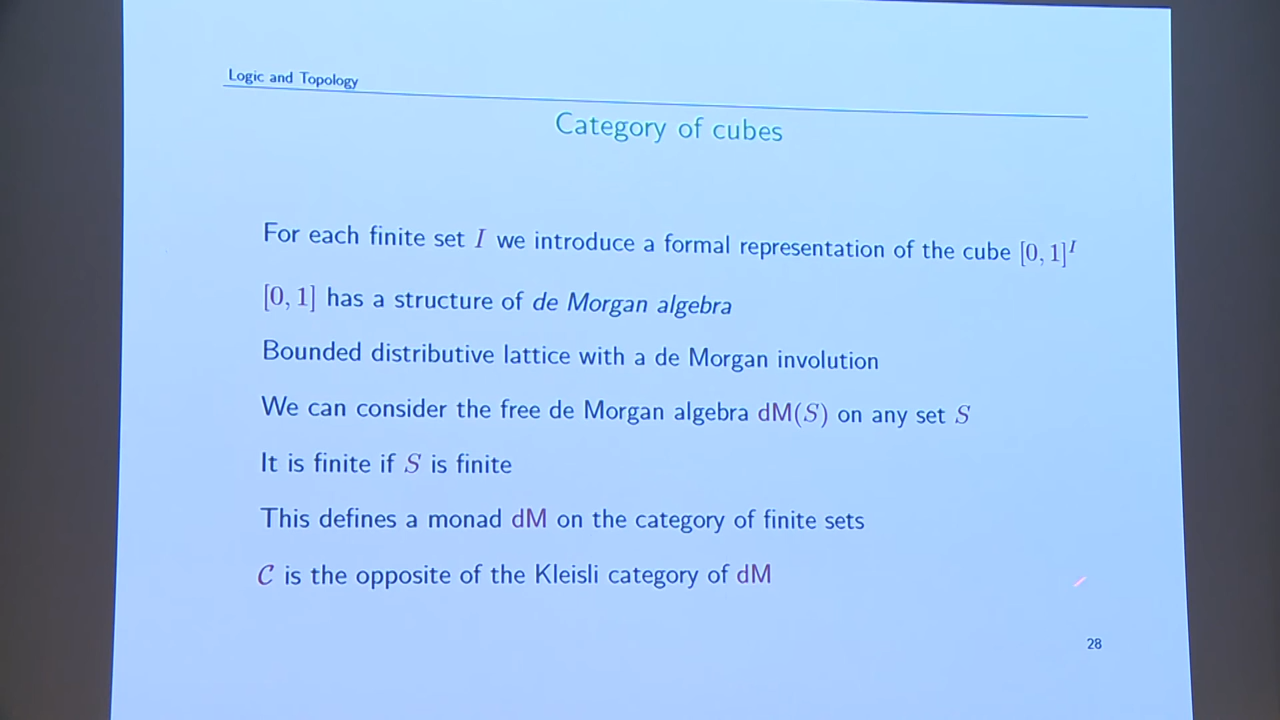 Logic and Topology
Category of cubes
For each finite set I we introduce a formal representation of the cube [0, 1]^I
[0, 1] has a structure of de Morgan algebra
Bounded distributive lattice with a de Morgan involution
We can consider the free de Morgan algebra dM(S) on any set S
It is finite if S is finite
This defines a monad dM on the category of finite sets
𝒞 is the opposite of the Kleisli category of dM
28